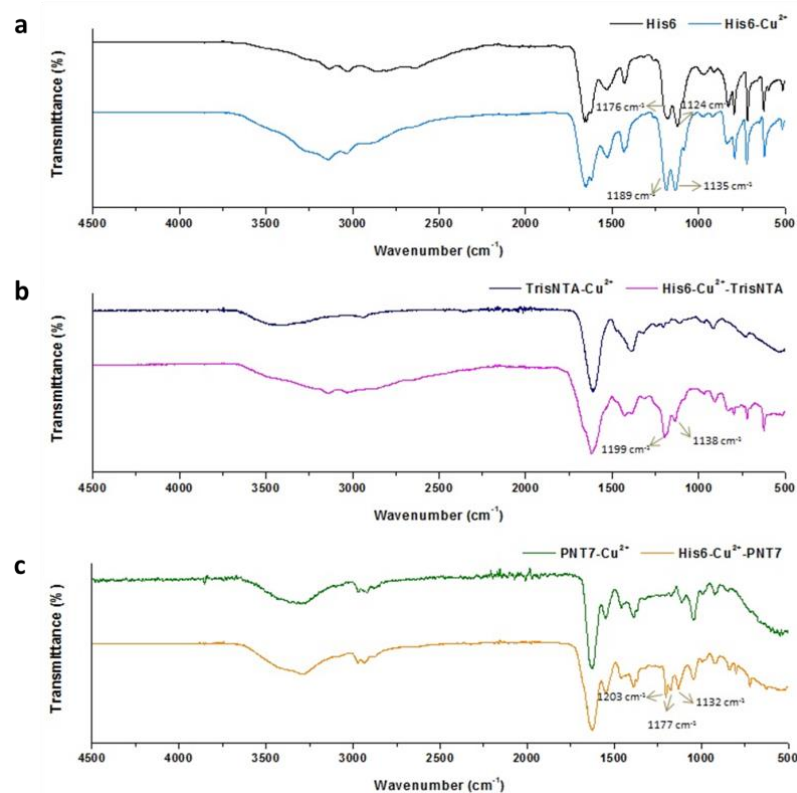 a
His6 His6-Cu²⁺
Transmittance (%)
1176 cm⁻¹ 1124 cm⁻¹
1189 cm⁻¹ 1135 cm⁻¹
4500 4000 3500 3000 2500 2000 1500 1000 500
Wavenumber (cm⁻¹)
b
TrisNTA-Cu²⁺ His6-Cu²⁺-TrisNTA
Transmittance (%)
1199 cm⁻¹ 1138 cm⁻¹
4500 4000 3500 3000 2500 2000 1500 1000 500
Wavenumber (cm⁻¹)
c
PNT7-Cu²⁺ His6-Cu²⁺-PNT7
Transmittance (%)
1203 cm⁻¹ 1132 cm⁻¹
1177 cm⁻¹
4500 4000 3500 3000 2500 2000 1500 1000 500
Wavenumber (cm⁻¹)